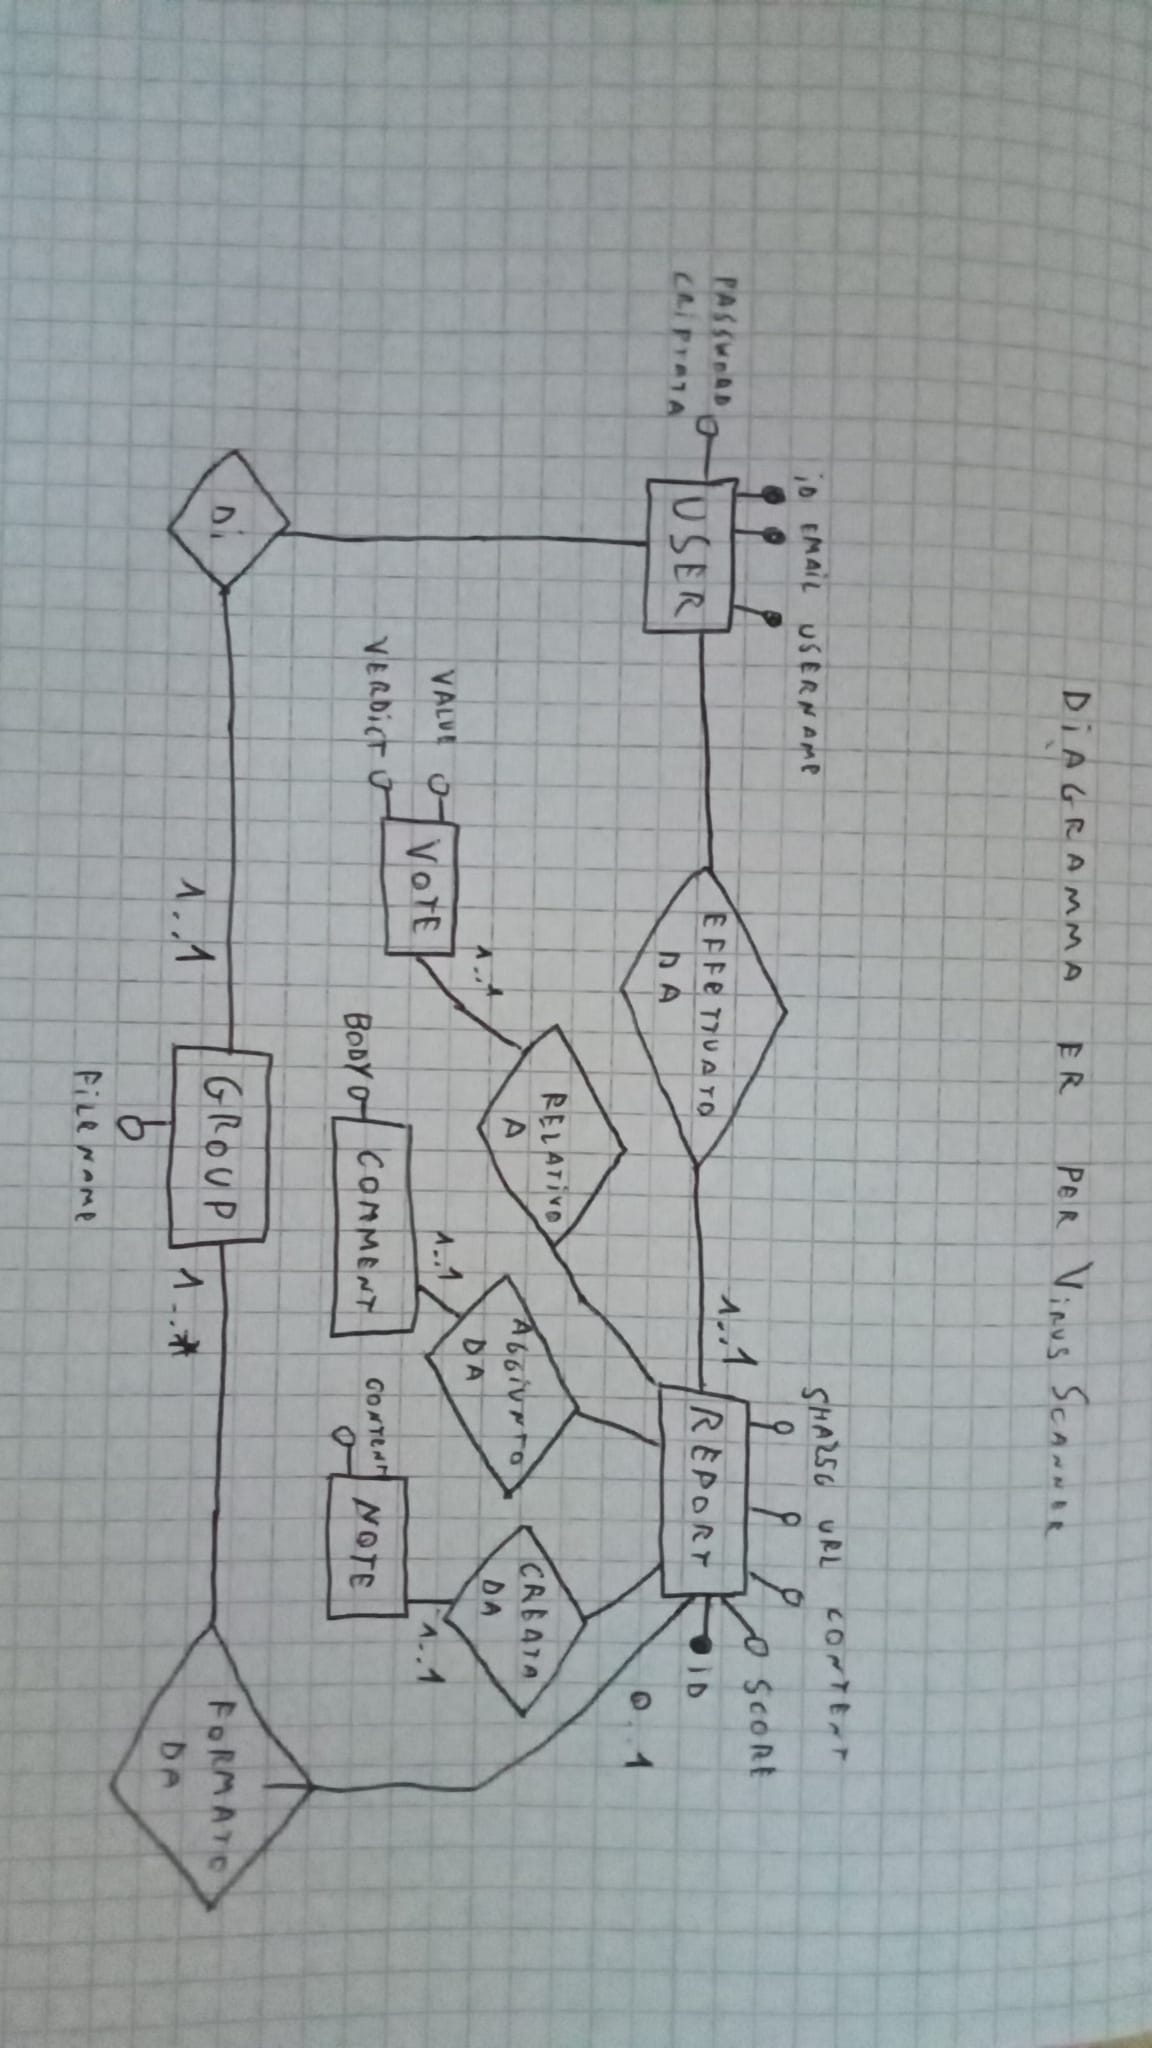 DiAGRAMMA ER PER VIRUS SCANNER
iD EMAIL USERNAME
PASSWORD
CRIPTATA
USER
EFFETTUATO
DA
1..1
SHA256 URL CONTENT
SCORE
iD
REPORT
0..1
RELATIVO
A
1..1
AGGIUNTO
DA
1..1
CREATA
DA
1..1
VALUE
VERDICT
VOTE
BODY
COMMENT
CONTENT
NOTE
Di
1..1
GROUP
1..*
FORMATO
DA
FILENAME